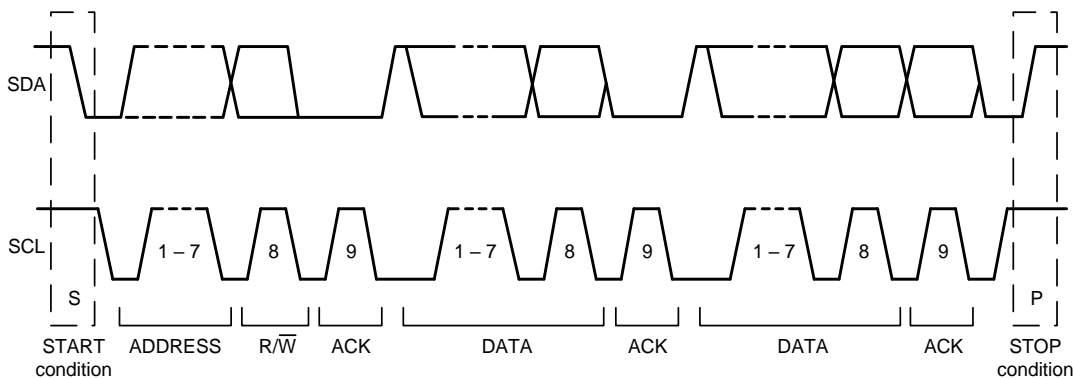 SDA
SCL
1 – 7
8
9
1 – 7
8
9
1 – 7
8
9
S
P
START
condition
ADDRESS
R/W̅
ACK
DATA
ACK
DATA
ACK
STOP
condition